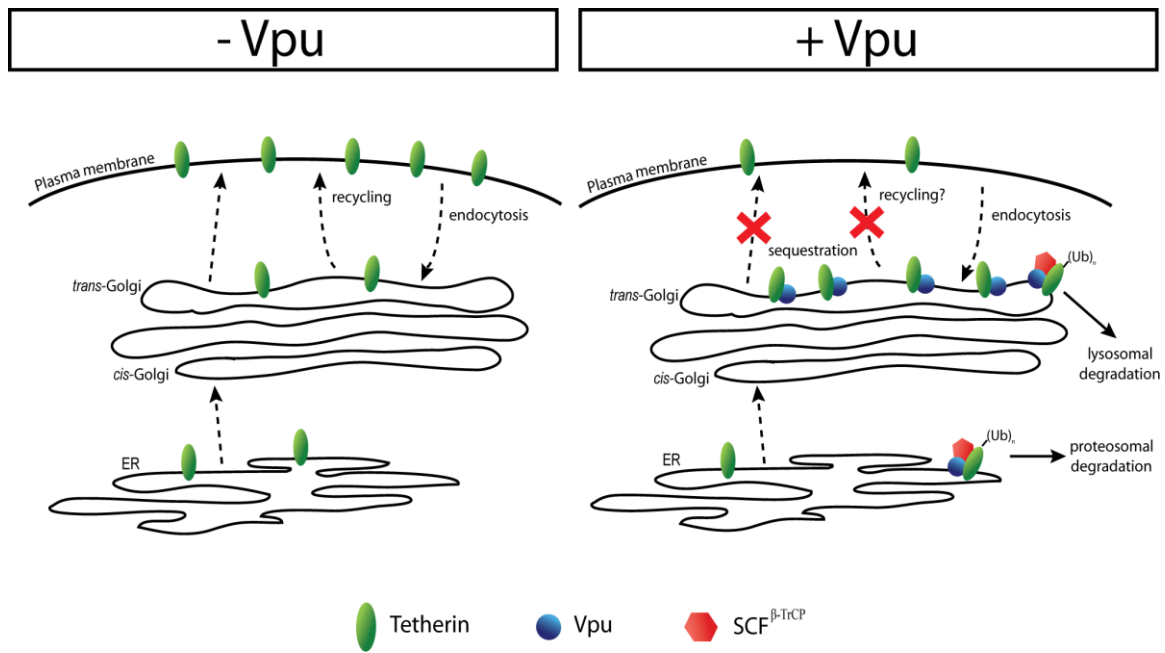 - Vpu
Plasma membrane
recycling
endocytosis
trans-Golgi
cis-Golgi
ER
+ Vpu
Plasma membrane
recycling?
endocytosis
sequestration
(Ub)n
trans-Golgi
lysosomal
degradation
cis-Golgi
(Ub)n
ER
proteosomal
degradation
Tetherin
Vpu
SCF β-TrCP